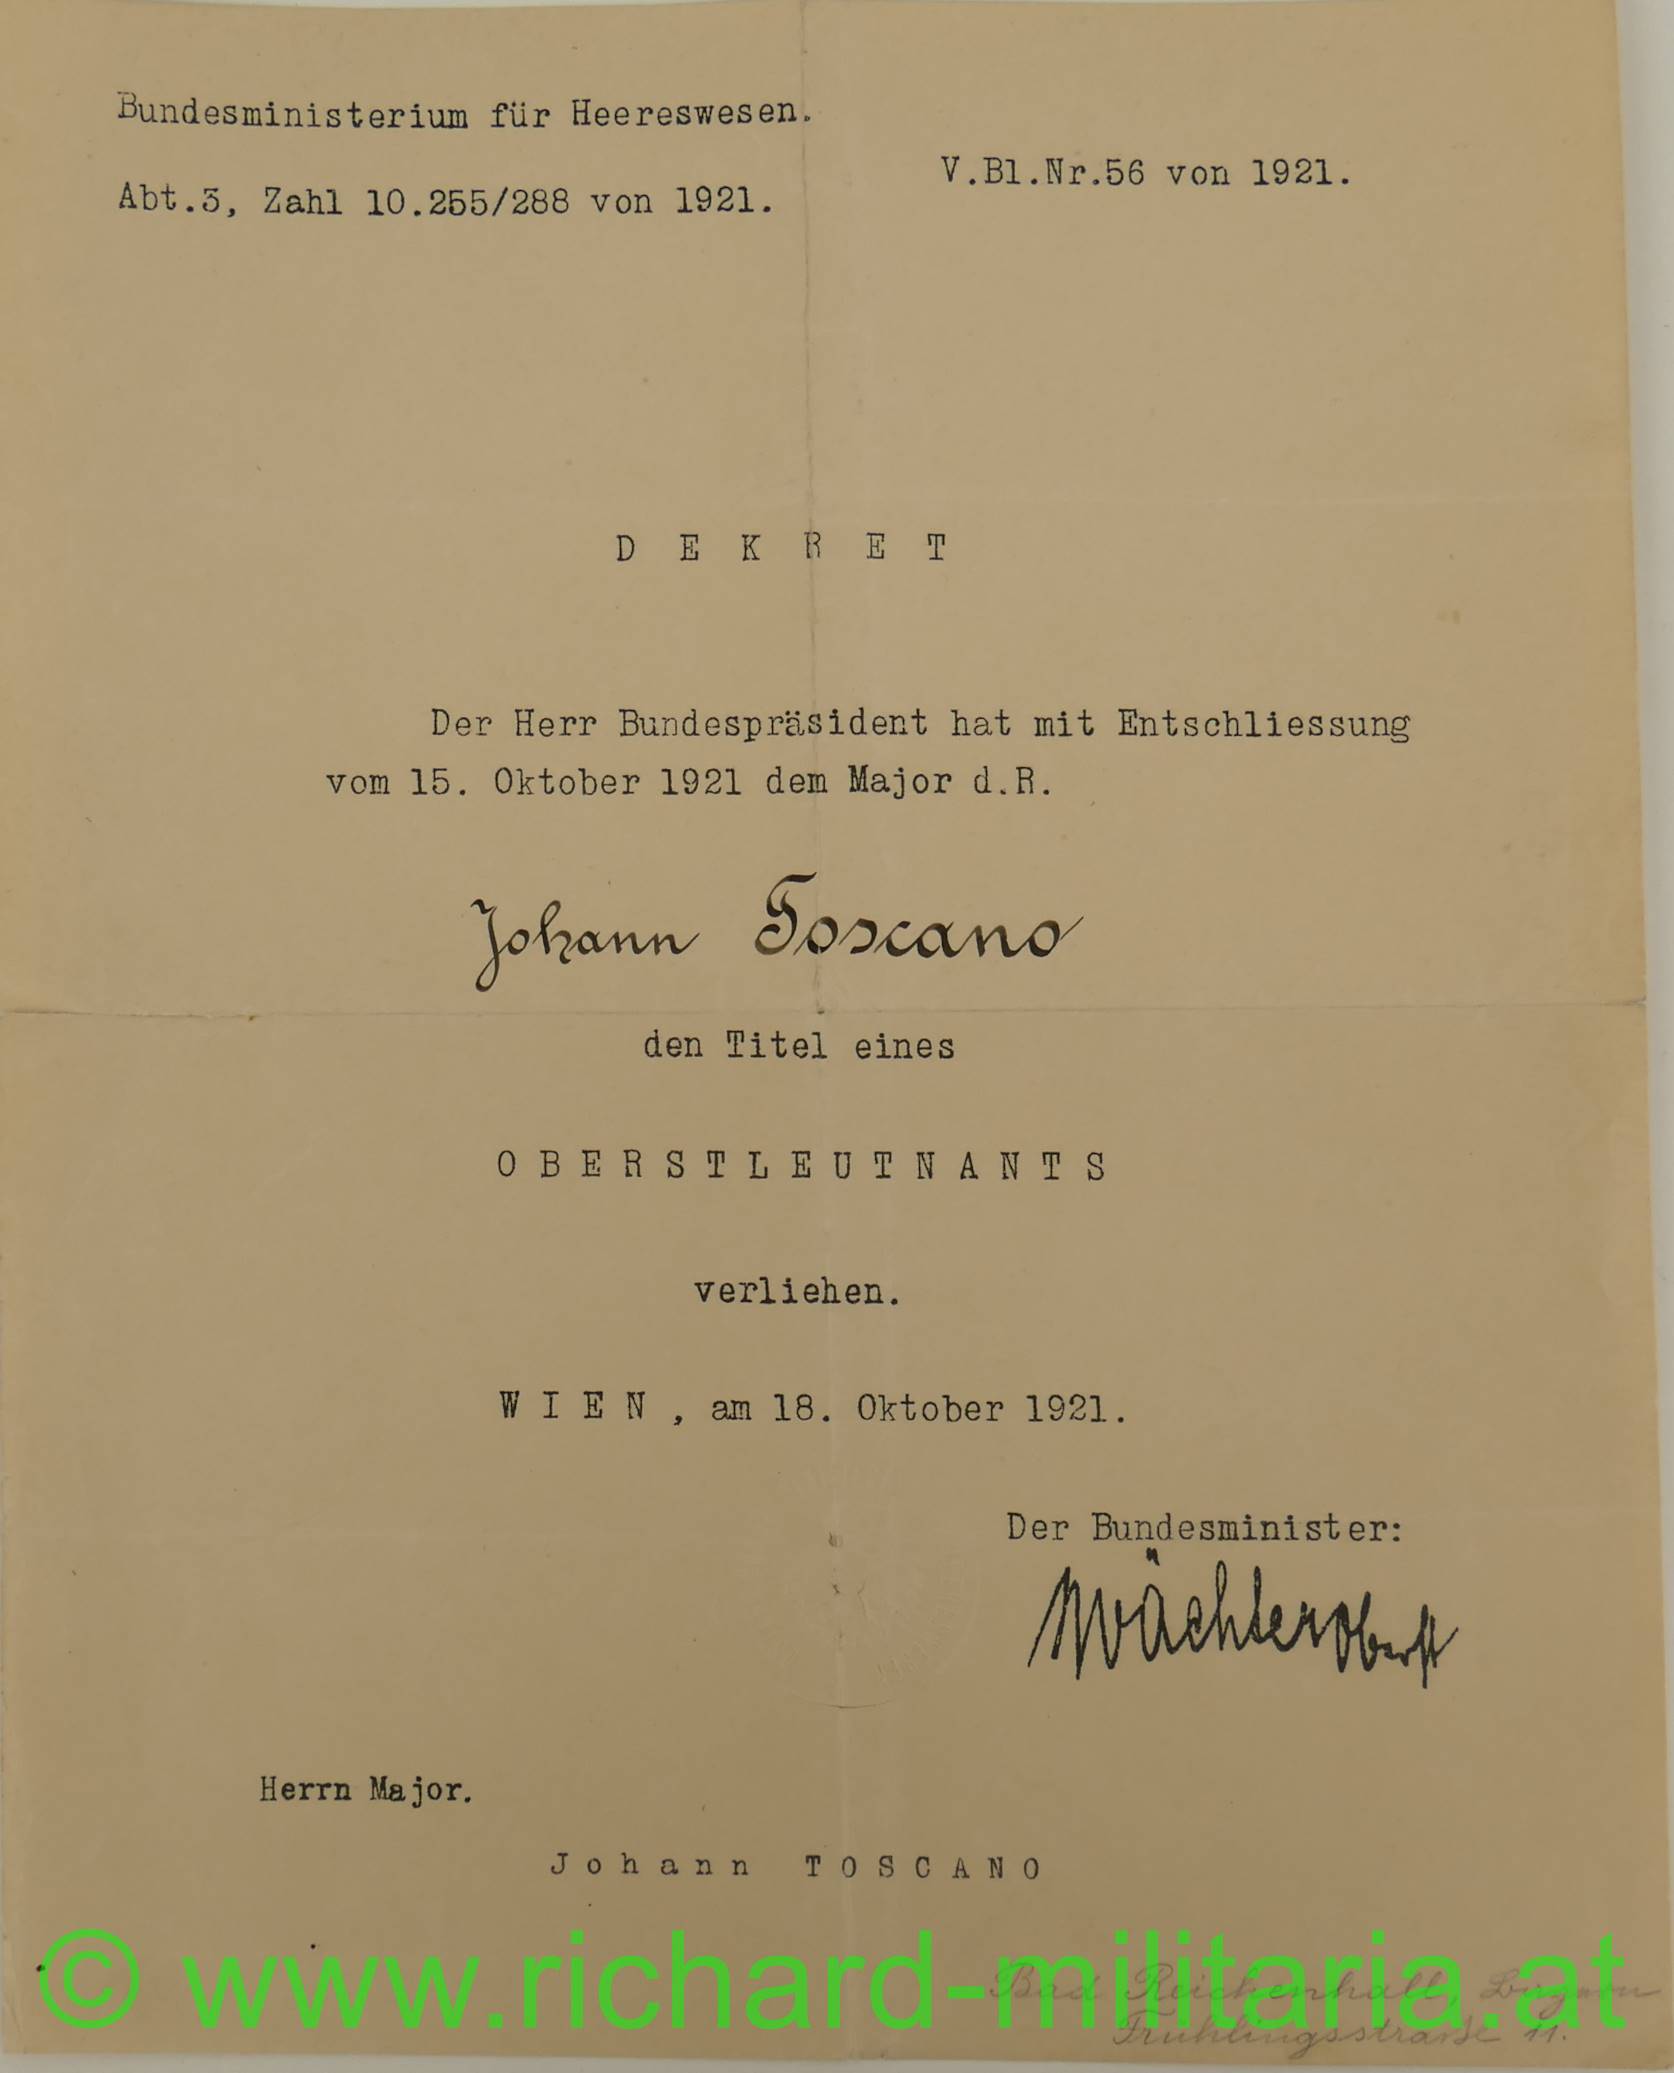 Bundesministerium für Heereswesen.
V.Bl.Nr.56 von 1921.
Abt.3, Zahl 10.255/288 von 1921.
D E K R E T
Der Herr Bundespräsident hat mit Entschliessung
vom 15. Oktober 1921 dem Major d.R.
Johann Toscano
den Titel eines
O B E R S T L E U T N A N T S
verliehen.
W I E N , am 18. Oktober 1921.
Der Bundesminister:
Wächter Oberst
Herrn Major.
J o h a n n T O S C A N O
© www.richard-militaria.at
Bad Reichenhall,
Frühlingsstraße 11.